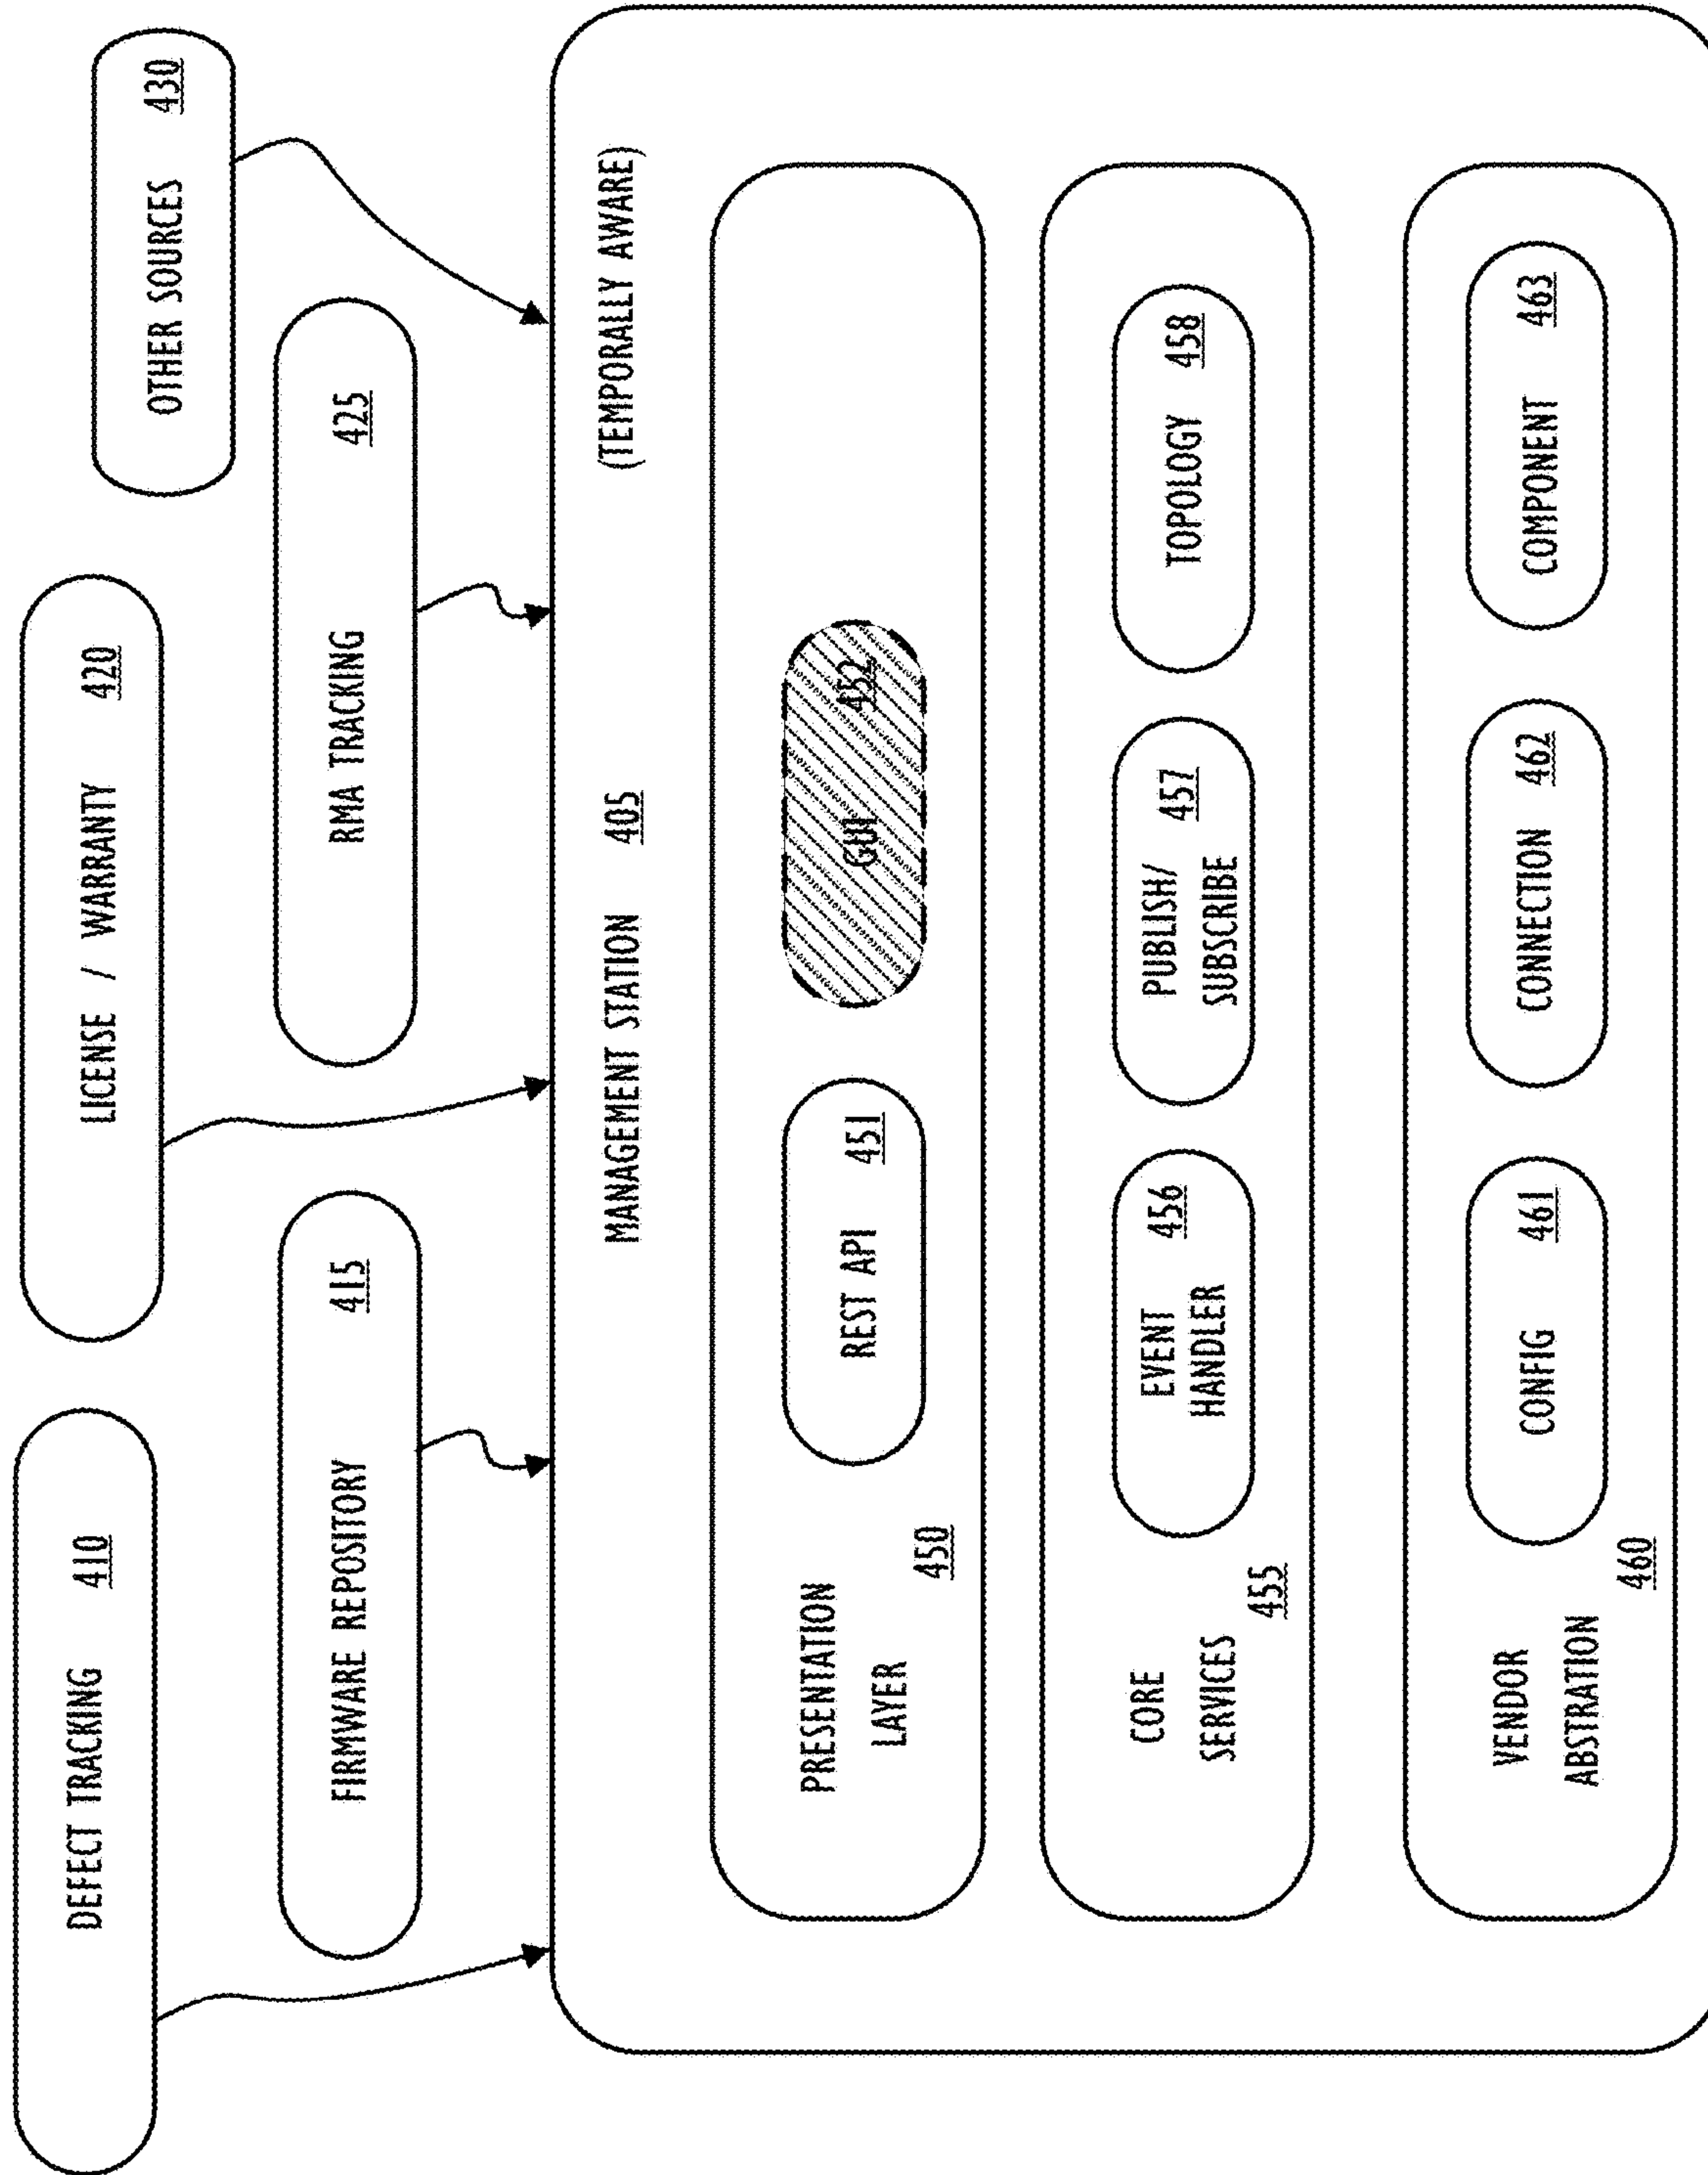 DEFECT TRACKING 410
LICENSE / WARRANTY 420
OTHER SOURCES 430
FIRMWARE REPOSITORY 415
RMA TRACKING 425
MANAGEMENT STATION 405 (TEMPORALLY AWARE)
PRESENTATION
LAYER
450
REST API 451
GUI 452
CORE
SERVICES
455
EVENT
HANDLER
456
PUBLISH/
SUBSCRIBE
457
TOPOLOGY 458
VENDOR
ABSTRATION
460
CONFIG 461
CONNECTION 462
COMPONENT 463